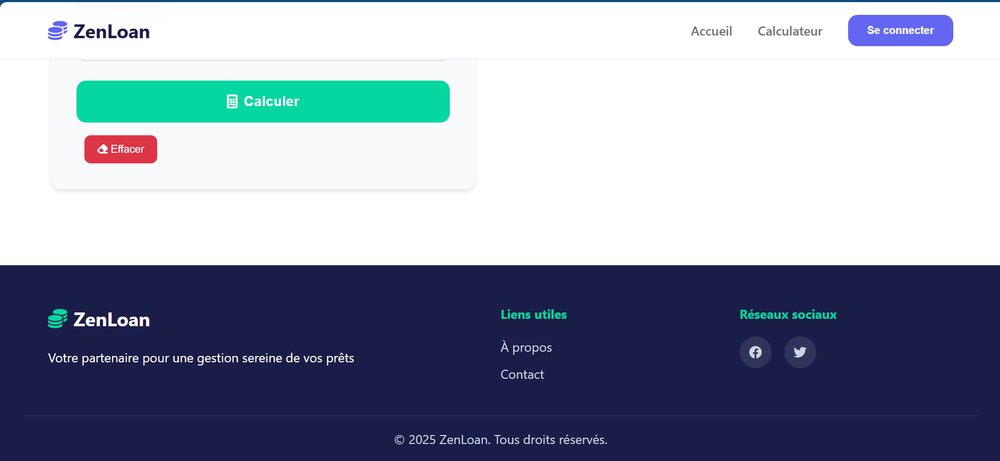 ZenLoan
Accueil
Calculateur
Se connecter
Calculer
Effacer
ZenLoan
Votre partenaire pour une gestion sereine de vos prêts
Liens utiles
À propos
Contact
Réseaux sociaux
© 2025 ZenLoan. Tous droits réservés.